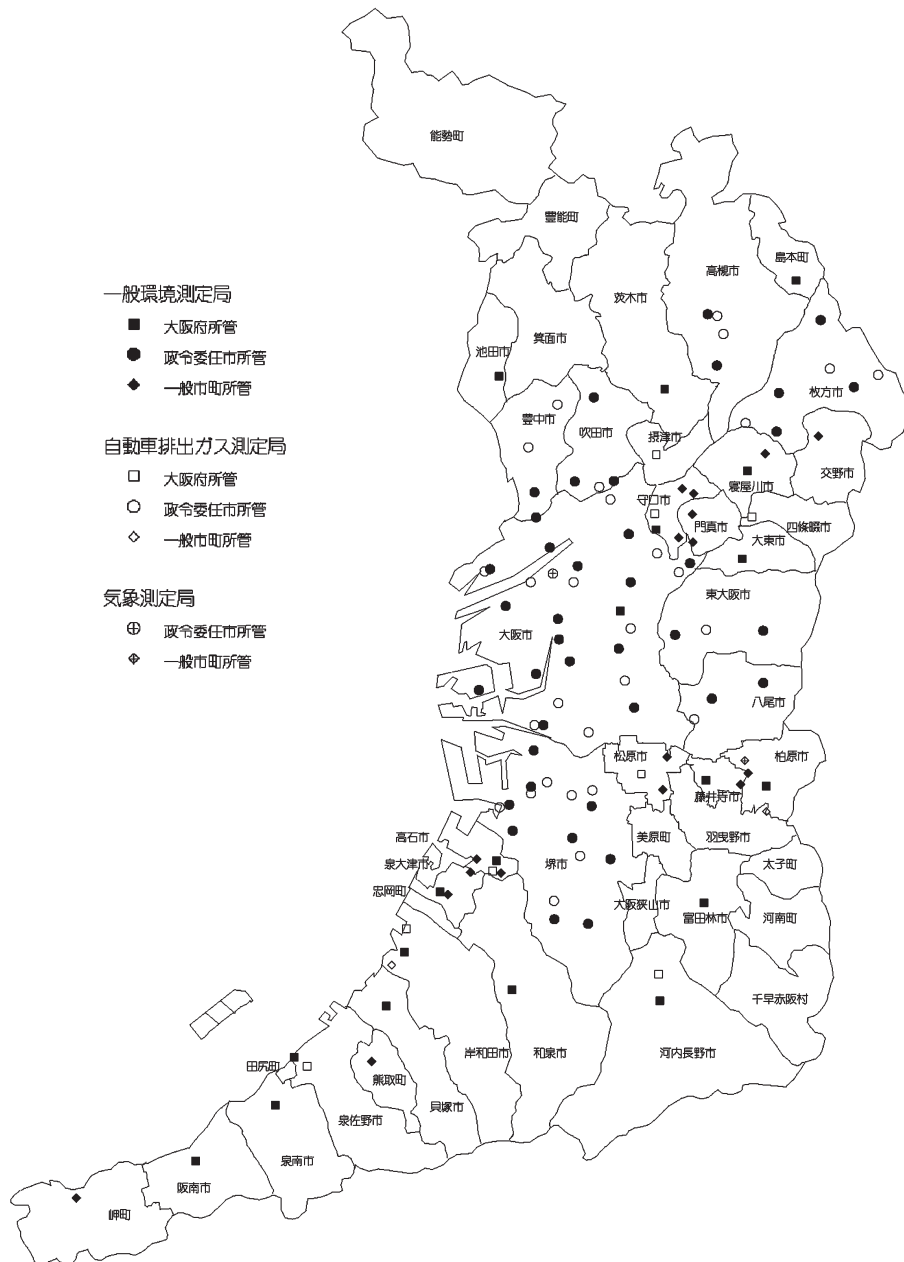 能勢町
豊能町
島本町
高槻市
茨木市
箕面市
池田市
枚方市
豊中市
吹田市
摂津市
寝屋川市
交野市
守口市
門真市
四條畷市
大東市
東大阪市
大阪市
八尾市
松原市
柏原市
藤井寺市
高石市
美原町
羽曳野市
泉大津市
堺市
太子町
忠岡町
大阪狭山市
富田林市
河南町
千早赤阪村
岸和田市
和泉市
河内長野市
田尻町
熊取町
貝塚市
泉佐野市
泉南市
阪南市
岬町
一般環境測定局
大阪府所管
政令委任市所管
一般市町所管
自動車排出ガス測定局
大阪府所管
政令委任市所管
一般市町所管
気象測定局
政令委任市所管
一般市町所管